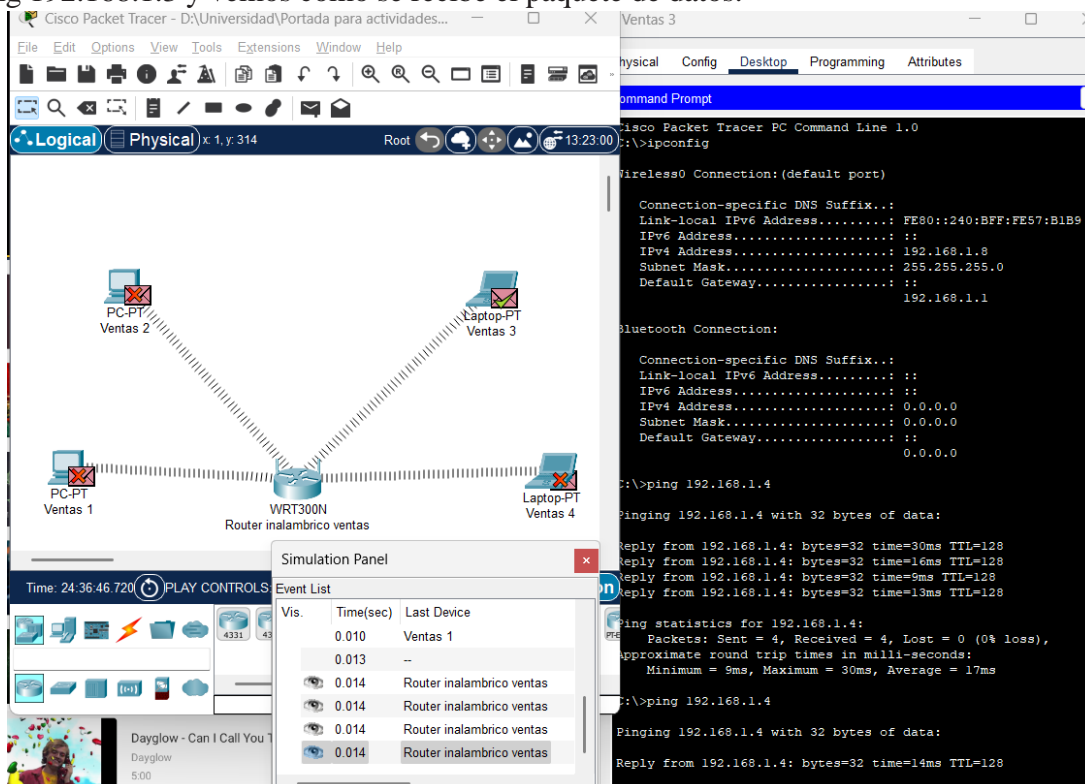 192.168.1.3 y vemos como se recibe el paquete de datos.
Cisco Packet Tracer - D:\Universidad\Portada para actividades...
File Edit Options View Tools Extensions Window Help
Logical Physical x: 1, y: 314 Root 13:23:00
PC-PT
Ventas 2
Laptop-PT
Ventas 3
PC-PT
Ventas 1
WRT300N
Router inalambrico ventas
Laptop-PT
Ventas 4
Time: 24:36:46.720 PLAY CONTROLS:
4331
Simulation Panel
Event List
Vis. Time(sec) Last Device
0.010 Ventas 1
0.013 --
0.014 Router inalambrico ventas
0.014 Router inalambrico ventas
0.014 Router inalambrico ventas
0.014 Router inalambrico ventas
Dayglow - Can I Call You
Dayglow
5:00
Ventas 3
hysical Config Desktop Programming Attributes
ommand Prompt
Cisco Packet Tracer PC Command Line 1.0
C:\>ipconfig
Wireless0 Connection:(default port)
Connection-specific DNS Suffix..:
Link-local IPv6 Address.........: FE80::240:BFF:FE57:B1B9
IPv6 Address....................: ::
IPv4 Address....................: 192.168.1.8
Subnet Mask.....................: 255.255.255.0
Default Gateway.................: ::
192.168.1.1
Bluetooth Connection:
Connection-specific DNS Suffix..:
Link-local IPv6 Address.........: ::
IPv6 Address....................: ::
IPv4 Address....................: 0.0.0.0
Subnet Mask.....................: 0.0.0.0
Default Gateway.................: ::
0.0.0.0
C:\>ping 192.168.1.4
Pinging 192.168.1.4 with 32 bytes of data:
Reply from 192.168.1.4: bytes=32 time=30ms TTL=128
Reply from 192.168.1.4: bytes=32 time=16ms TTL=128
Reply from 192.168.1.4: bytes=32 time=9ms TTL=128
Reply from 192.168.1.4: bytes=32 time=13ms TTL=128
Ping statistics for 192.168.1.4:
Packets: Sent = 4, Received = 4, Lost = 0 (0% loss),
Approximate round trip times in milli-seconds:
Minimum = 9ms, Maximum = 30ms, Average = 17ms
C:\>ping 192.168.1.4
Pinging 192.168.1.4 with 32 bytes of data:
Reply from 192.168.1.4: bytes=32 time=14ms TTL=128